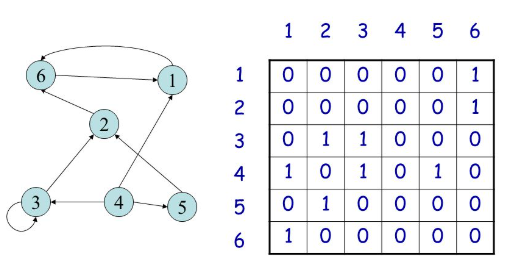 1 2 3 4 5 6
1 0 0 0 0 0 1
2 0 0 0 0 0 1
3 0 1 1 0 0 0
4 1 0 1 0 1 0
5 0 1 0 0 0 0
6 1 0 0 0 0 0
6 1
2
3 4 5